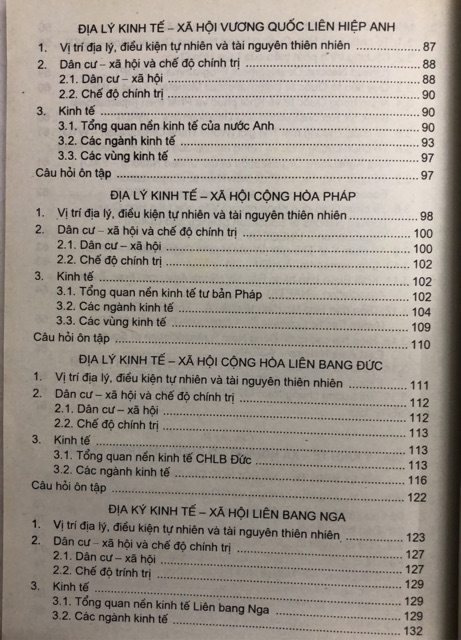 ĐỊA LÝ KINH TẾ – XÃ HỘI VƯƠNG QUỐC LIÊN HIỆP ANH
1. Vị trí địa lý, điều kiện tự nhiên và tài nguyên thiên nhiên ........ 87
2. Dân cư – xã hội và chế độ chính trị ........ 88
2.1. Dân cư – xã hội ........ 88
2.2. Chế độ chính trị ........ 90
3. Kinh tế ........ 90
3.1. Tổng quan nền kinh tế của nước Anh ........ 90
3.2. Các ngành kinh tế ........ 93
3.3. Các vùng kinh tế ........ 97
Câu hỏi ôn tập ........ 97
ĐỊA LÝ KINH TẾ – XÃ HỘI CỘNG HÒA PHÁP
1. Vị trí địa lý, điều kiện tự nhiên và tài nguyên thiên nhiên ........ 98
2. Dân cư – xã hội và chế độ chính trị ........ 100
2.1. Dân cư – xã hội ........ 100
2.2. Chế độ chính trị ........ 102
3. Kinh tế ........ 102
3.1. Tổng quan nền kinh tế tư bản Pháp ........ 102
3.2. Các ngành kinh tế ........ 104
3.3. Các vùng kinh tế ........ 109
Câu hỏi ôn tập ........ 110
ĐỊA LÝ KINH TẾ – XÃ HỘI CỘNG HÒA LIÊN BANG ĐỨC
1. Vị trí địa lý, điều kiện tự nhiên và tài nguyên thiên nhiên ........ 111
2. Dân cư – xã hội và chế độ chính trị ........ 112
2.1. Dân cư – xã hội ........ 112
2.2. Chế độ chính trị ........ 113
3. Kinh tế ........ 113
3.1. Tổng quan nền kinh tế CHLB Đức ........ 113
3.2. Các ngành kinh tế ........ 116
Câu hỏi ôn tập ........ 122
ĐỊA KÝ KINH TẾ – XÃ HỘI LIÊN BANG NGA
1. Vị trí địa lý, điều kiện tự nhiên và tài nguyên thiên nhiên ........ 123
2. Dân cư – xã hội và chế độ chính trị ........ 127
2.1. Dân cư – xã hội ........ 127
2.2. Chế độ trính trị ........ 129
3. Kinh tế ........ 129
3.1. Tổng quan nền kinh tế Liên bang Nga ........ 129
3.2. Các ngành kinh tế ........ 132